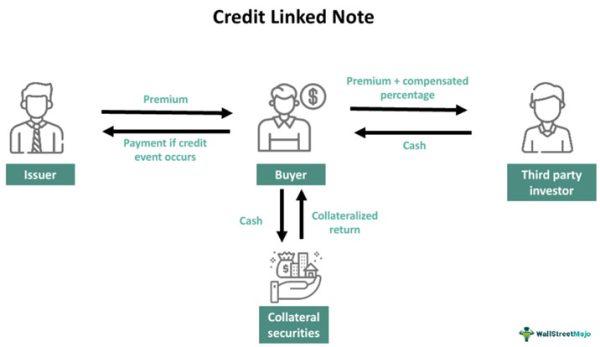 Credit Linked Note
Premium
Payment if credit
event occurs
Premium + compensated
percentage
Cash
Issuer
Buyer
Third party
investor
Cash
Collateralized
return
Collateral
securities
WallStreetMojo